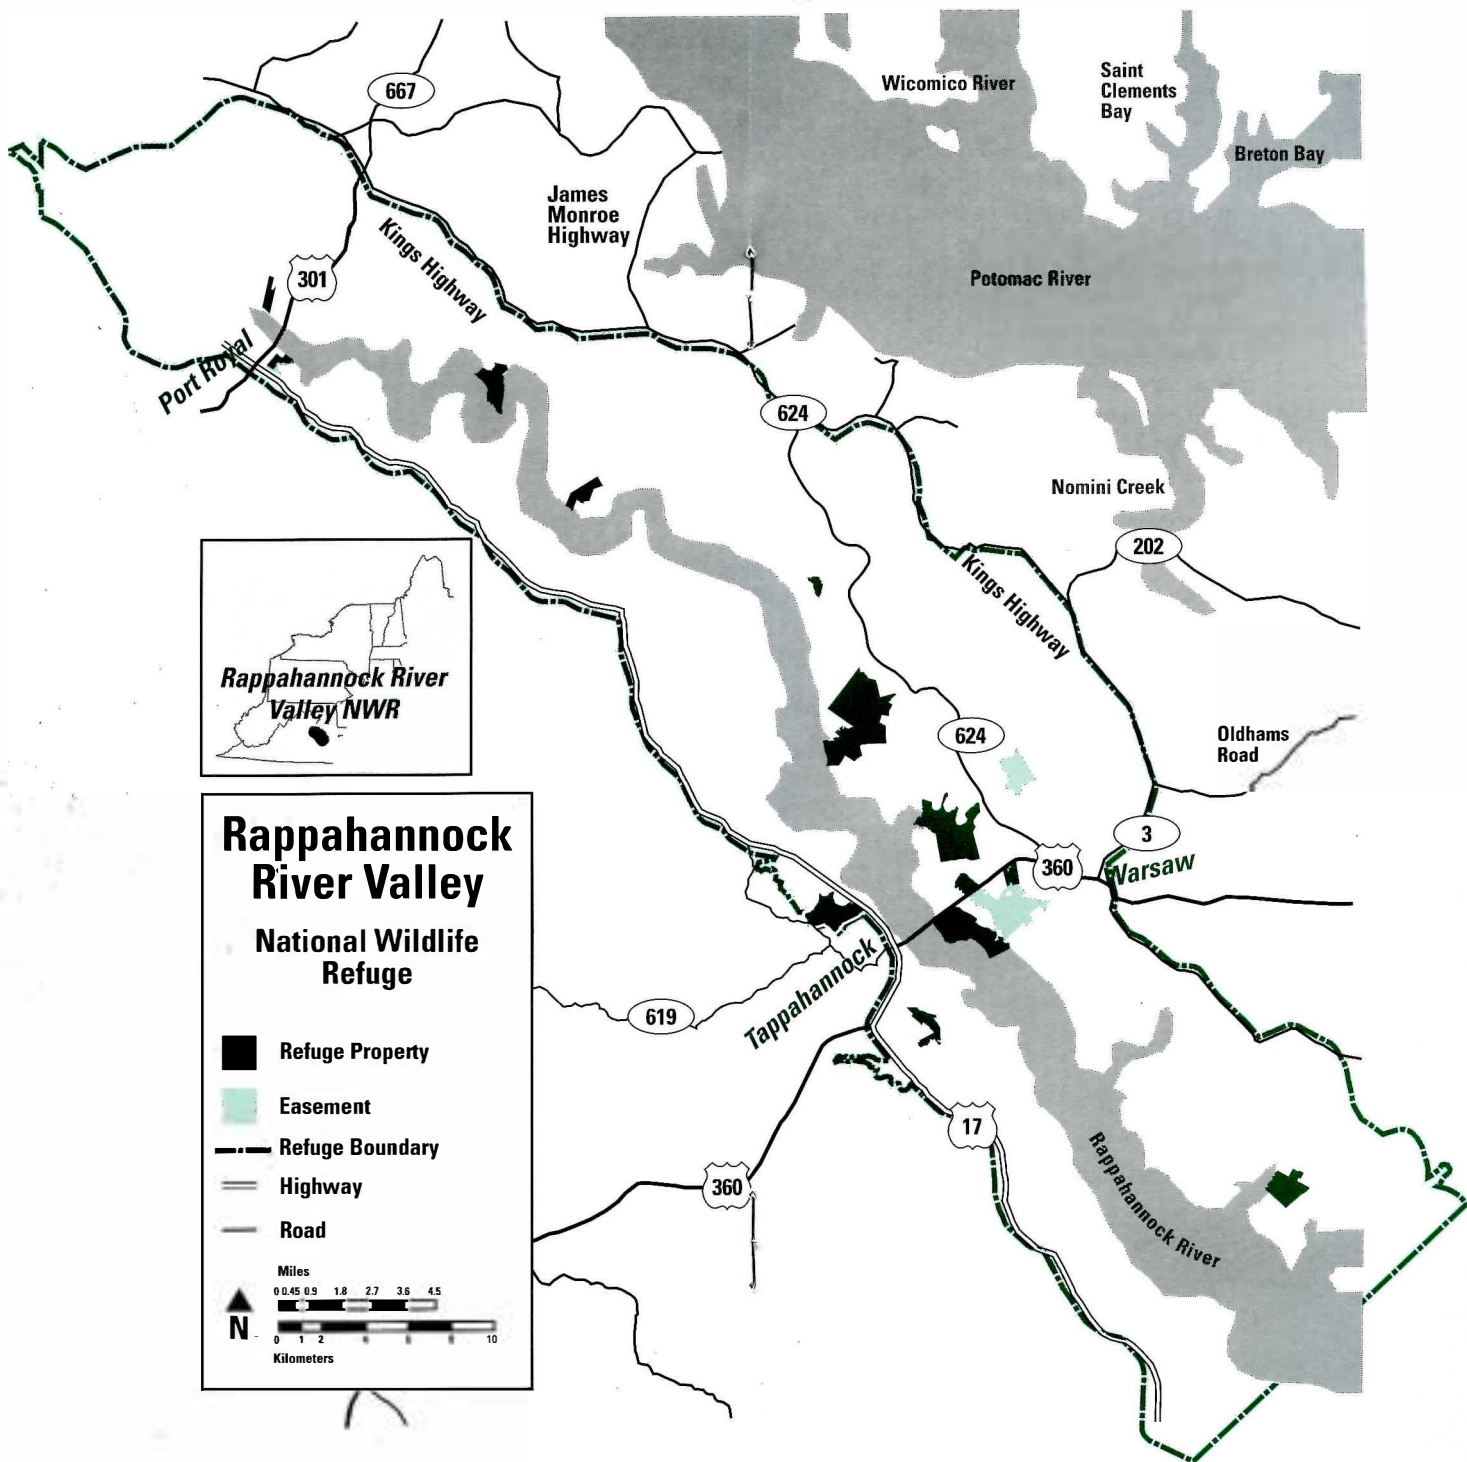 Wicomico River
Saint
Clements
Bay
Breton Bay
667
James
Monroe
Highway
Kings Highway
301
Potomac River
Port Royal
624
Nomini Creek
202
Kings Highway
Rappahannock River
Valley NWR
624
Oldhams
Road
3
360
Warsaw
Tappahannock
619
17
360
Rappahannock River
Rappahannock
River Valley
National Wildlife
Refuge
Refuge Property
Easement
Refuge Boundary
Highway
Road
Miles
0 0.45 0.9 1.8 2.7 3.6 4.5
N
0 1 2 4 6 8 10
Kilometers